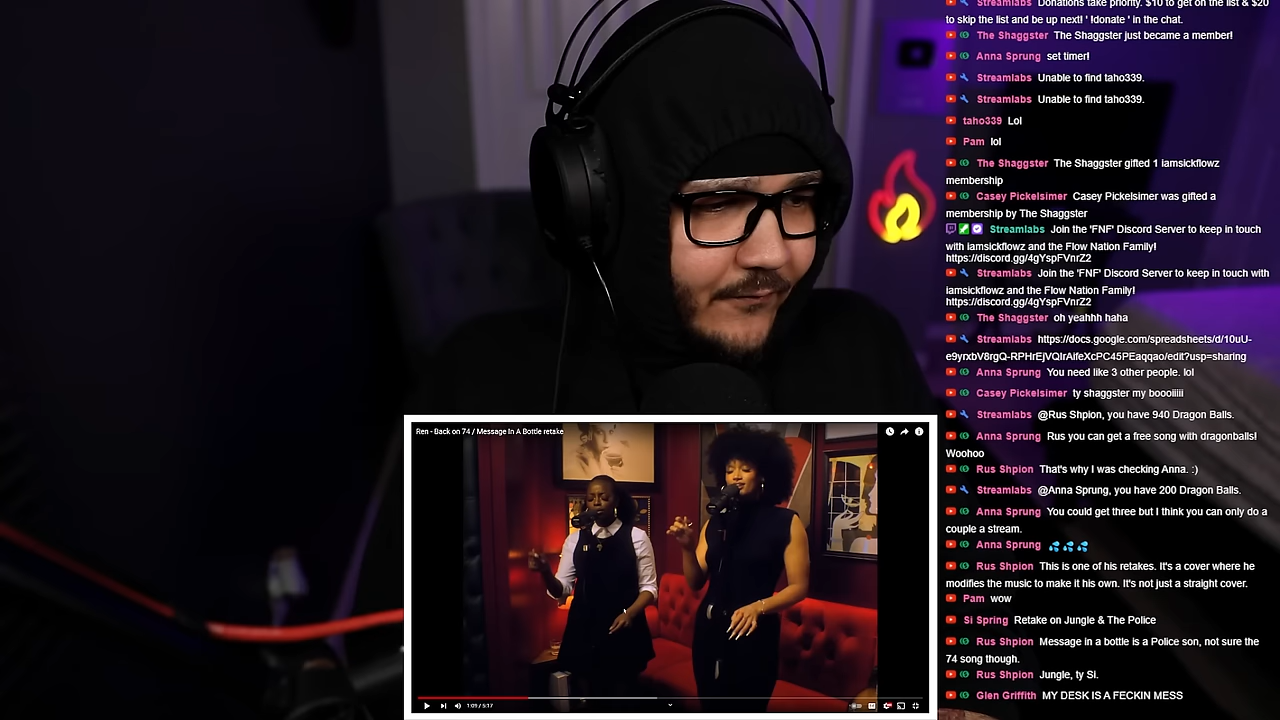 Streamlabs Donations take priority. $10 to get on the list & $20
to skip the list and be up next! ' !donate ' in the chat.
The Shaggster The Shaggster just became a member!
Anna Sprung set timer!
Streamlabs Unable to find taho339.
Streamlabs Unable to find taho339.
taho339 Lol
Pam lol
The Shaggster The Shaggster gifted 1 iamsickflowz
membership
Casey Pickelsimer Casey Pickelsimer was gifted a
membership by The Shaggster
Streamlabs Join the 'FNF' Discord Server to keep in touch
with iamsickflowz and the Flow Nation Family!
https://discord.gg/4gYspFVnrZ2
Streamlabs Join the 'FNF' Discord Server to keep in touch with
iamsickflowz and the Flow Nation Family!
https://discord.gg/4gYspFVnrZ2
The Shaggster oh yeahhh haha
Streamlabs https://docs.google.com/spreadsheets/d/10uU-
e9yrxbV8rgQ-RPHrEjVQIrAifeXcPC45PEaqqao/edit?usp=sharing
Anna Sprung You need like 3 other people. lol
Casey Pickelsimer ty shaggster my boooiiiii
Streamlabs @Rus Shpion, you have 940 Dragon Balls.
Anna Sprung Rus you can get a free song with dragonballs!
Woohoo
Rus Shpion That's why I was checking Anna. :)
Streamlabs @Anna Sprung, you have 200 Dragon Balls.
Anna Sprung You could get three but I think you can only do a
couple a stream.
Anna Sprung 💦 💦 💦
Rus Shpion This is one of his retakes. It's a cover where he
modifies the music to make it his own. It's not just a straight cover.
Pam wow
Si Spring Retake on Jungle & The Police
Rus Shpion Message in a bottle is a Police son, not sure the
74 song though.
Rus Shpion Jungle, ty Si.
Glen Griffith MY DESK IS A FECKIN MESS
Ren - Back on 74 / Message In A Bottle retake
1:09 / 5:17